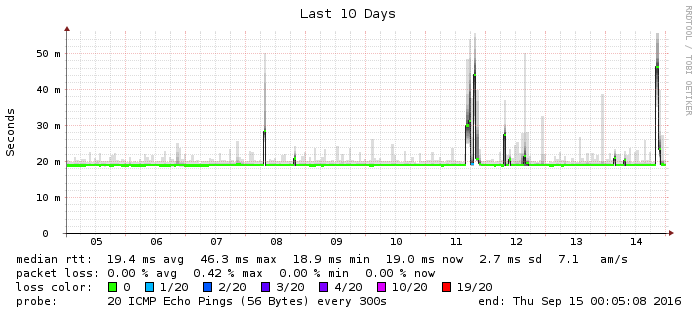 Last 10 Days
RRDTOOL / TOBI OETIKER
Seconds
50 m
40 m
30 m
20 m
10 m
0
05 06 07 08 09 10 11 12 13 14
median rtt: 19.4 ms avg 46.3 ms max 18.9 ms min 19.0 ms now 2.7 ms sd 7.1 am/s
packet loss: 0.00 % avg 0.42 % max 0.00 % min 0.00 % now
loss color: 0 1/20 2/20 3/20 4/20 10/20 19/20
probe: 20 ICMP Echo Pings (56 Bytes) every 300s end: Thu Sep 15 00:05:08 2016